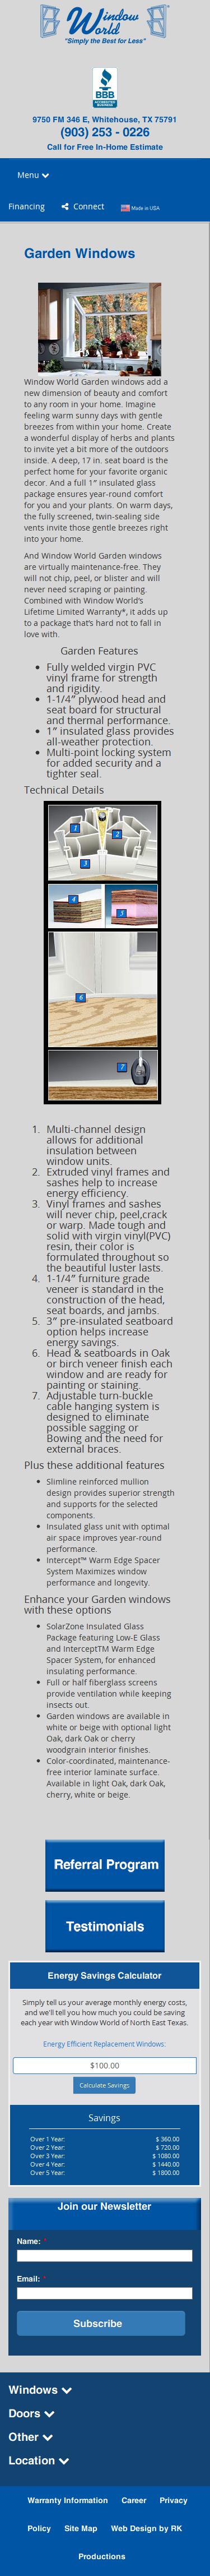 Window World
"Simply the Best for Less"
BBB
ACCREDITED BUSINESS
9750 FM 346 E, Whitehouse, TX 75791
(903) 253 - 0226
Call for Free In-Home Estimate
Menu
Financing Connect Made in USA
Garden Windows
Window World Garden windows add a
new dimension of beauty and comfort
to any room in your home. Imagine
feeling warm sunny days with gentle
breezes from within your home. Create
a wonderful display of herbs and plants
to invite yet a bit more of the outdoors
inside. A deep, 17 in. seat board is the
perfect home for your favorite organic
decor. And a full 1″ insulated glass
package ensures year-round comfort
for you and your plants. On warm days,
the fully screened, twin-sealing side
vents invite those gentle breezes right
into your home.
And Window World Garden windows
are virtually maintenance-free. They
will not chip, peel, or blister and will
never need scraping or painting.
Combined with Window World’s
Lifetime Limited Warranty*, it adds up
to a package that’s hard not to fall in
love with.
Garden Features
Fully welded virgin PVC
vinyl frame for strength
and rigidity.
1-1/4″ plywood head and
seat board for structural
and thermal performance.
1″ insulated glass provides
all-weather protection.
Multi-point locking system
for added security and a
tighter seal.
Technical Details
1
2
3
4
5
6
7
1. Multi-channel design
allows for additional
insulation between
window units.
2. Extruded vinyl frames and
sashes help to increase
energy efficiency.
3. Vinyl frames and sashes
will never chip, peel,crack
or warp. Made tough and
solid with virgin vinyl(PVC)
resin, their color is
formulated throughout so
the beautiful luster lasts.
4. 1-1/4″ furniture grade
veneer is standard in the
construction of the head,
seat boards, and jambs.
5. 3″ pre-insulated seatboard
option helps increase
energy savings.
6. Head & seatboards in Oak
or birch veneer finish each
window and are ready for
painting or staining.
7. Adjustable turn-buckle
cable hanging system is
designed to eliminate
possible sagging or
Bowing and the need for
external braces.
Plus these additional features
Slimline reinforced mullion
design provides superior strength
and supports for the selected
components.
Insulated glass unit with optimal
air space improves year-round
performance.
Intercept™ Warm Edge Spacer
System Maximizes window
performance and longevity.
Enhance your Garden windows
with these options
SolarZone Insulated Glass
Package featuring Low-E Glass
and InterceptTM Warm Edge
Spacer System, for enhanced
insulating performance.
Full or half fiberglass screens
provide ventilation while keeping
insects out.
Garden windows are available in
white or beige with optional light
Oak, dark Oak or cherry
woodgrain interior finishes.
Color-coordinated, maintenance-
free interior laminate surface.
Available in light Oak, dark Oak,
cherry, white or beige.
Referral Program
Testimonials
Energy Savings Calculator
Simply tell us your average monthly energy costs,
and we'll tell you how much you could be saving
each year with Window World of North East Texas.
Energy Efficient Replacement Windows:
$100.00
Calculate Savings
Savings
Over 1 Year: $ 360.00
Over 2 Year: $ 720.00
Over 3 Year: $ 1080.00
Over 4 Year: $ 1440.00
Over 5 Year: $ 1800.00
Join our Newsletter
Name: *
Email: *
Subscribe
Windows
Doors
Other
Location
Warranty Information Career Privacy
Policy Site Map Web Design by RK
Productions